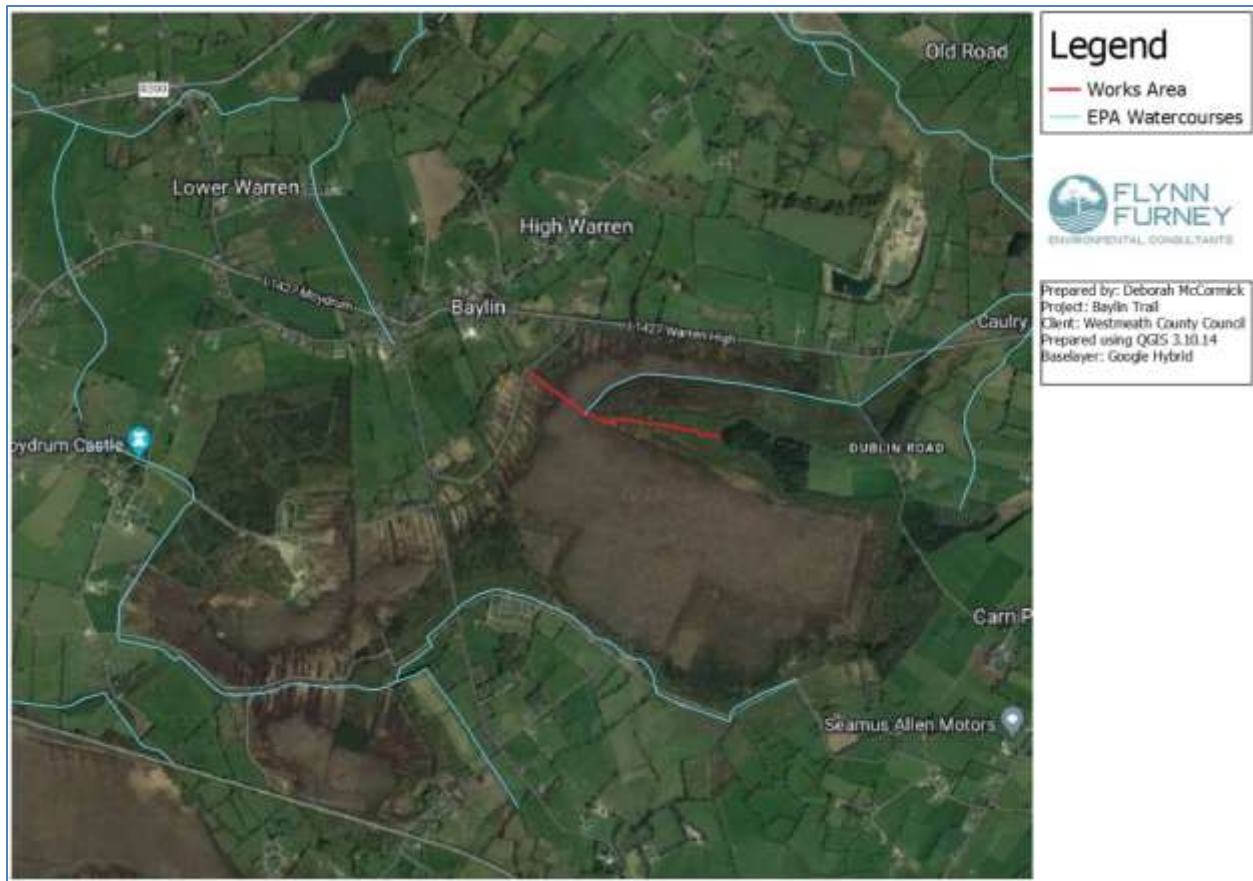 Old Road
R390
Lower Warren
High Warren
L1427 Moydrum
Baylin
L1427 Warren High
Caulry
oydrum Castle
DUBLIN ROAD
Carn P
Seamus Allen Motors
Legend
Works Area
EPA Watercourses
FLYNN
FURNEY
ENVIRONMENTAL CONSULTANTS
Prepared by: Deborah McCormick
Project: Baylin Trail
Client: Westmeath County Council
Prepared using QGIS 3.10.14
Baselayer: Google Hybrid